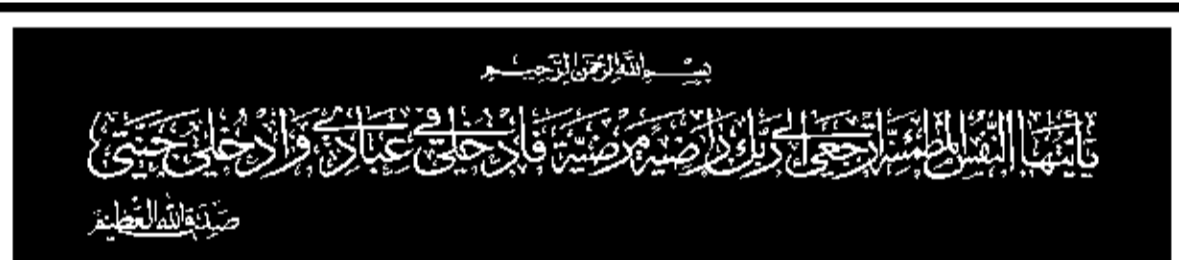 بسم الله الرحمن الرحيم
يا أيتها النفس المطمئنة ارجعي إلى ربك راضية مرضية فادخلي في عبادي وادخلي جنتي
صدق الله العظيم